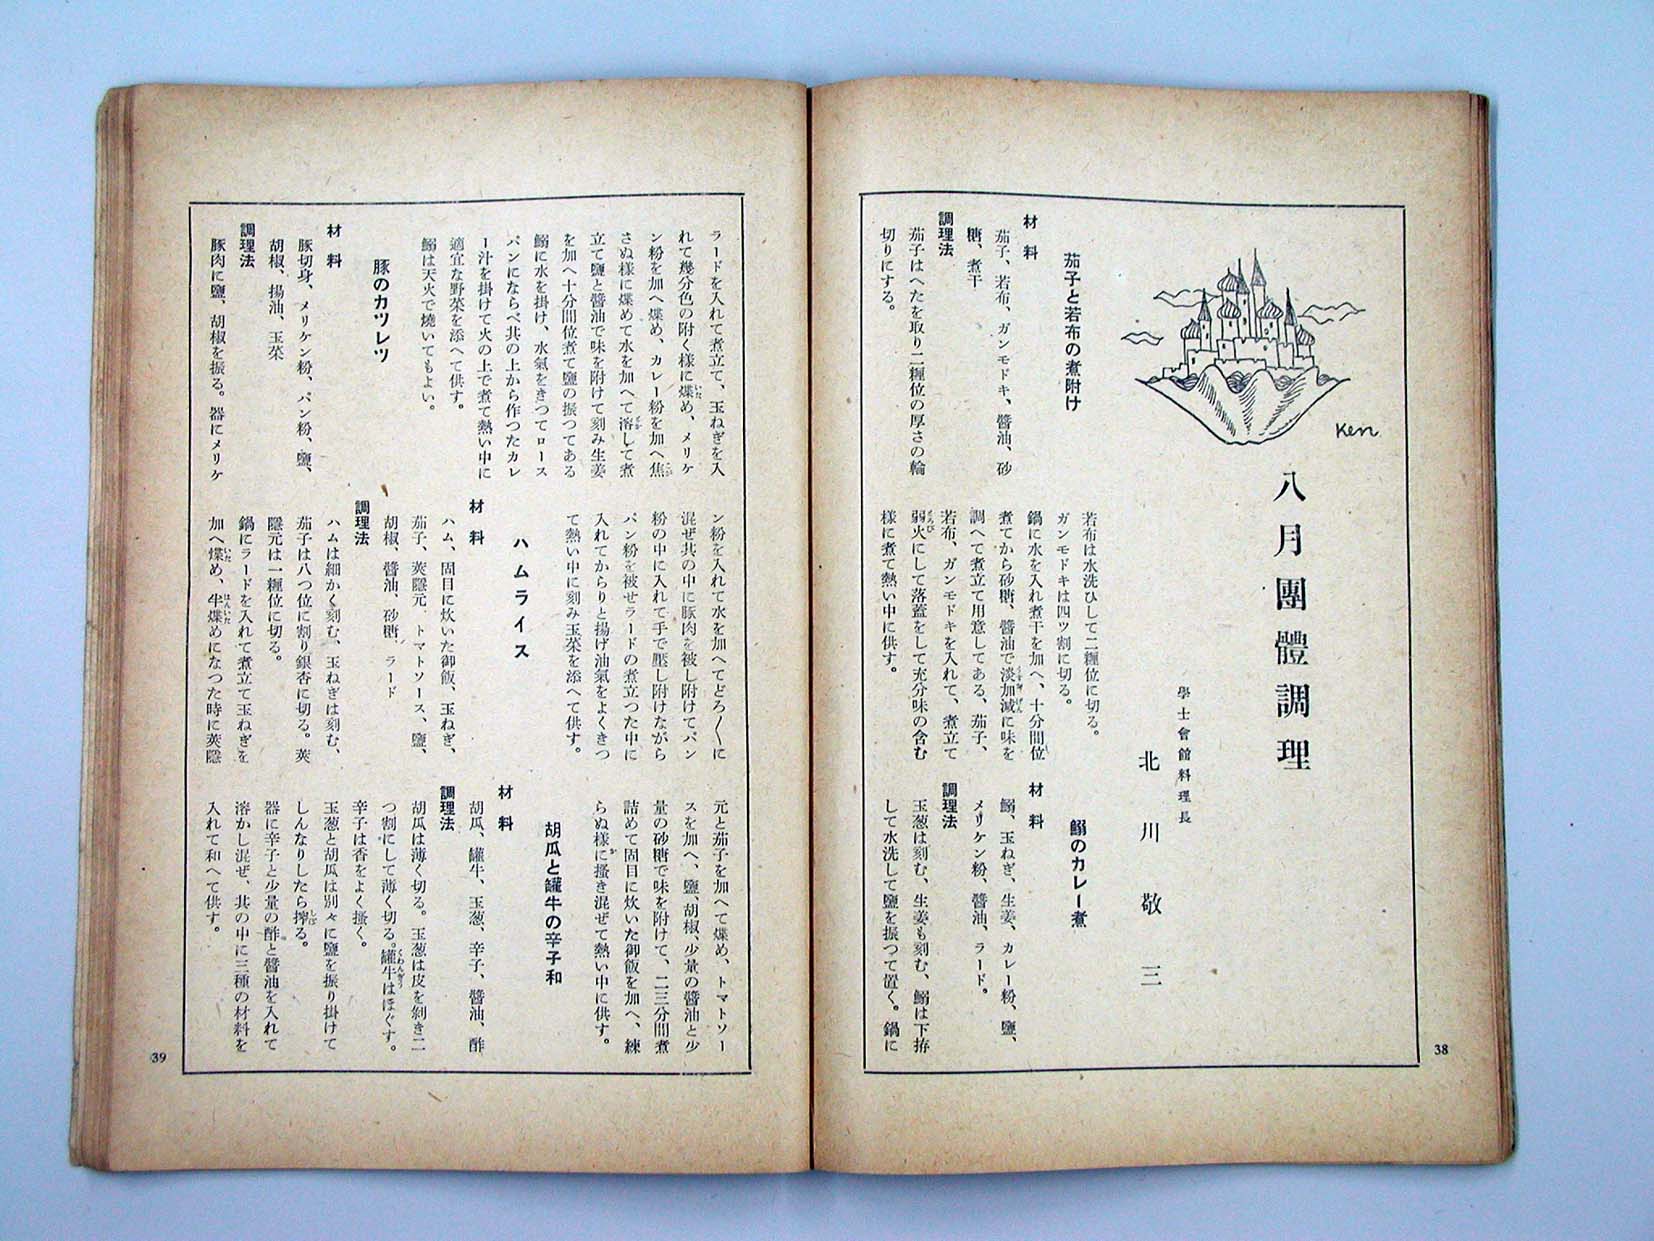 Ken
八月團體調理
學士會館料理長
北川敬三
茄子と若布の煮附け
材料
茄子、若布、ガンモドキ、醬油、砂
糖、煮干
調理法
茄子はへたを取り二糎位の厚さの輪
切りにする。
若布は水洗ひして二糎位に切る。
ガンモドキは四ツ割に切る。
鍋に水を入れ煮干を加へ、十分間位
煮てから砂糖、醬油で淡加減に味を
調へて煮立て用意してある、茄子、
若布、ガンモドキを入れて、煮立て
弱火にして落蓋をして充分味の含む
樣に煮て熱い中に供す。
鰯のカレー煮
材料
鰯、玉ねぎ、生姜、カレー粉、鹽、
メリケン粉、醬油、ラード。
調理法
玉葱は刻む、生姜も刻む、鰯は下拵
して水洗して鹽を振つて置く。鍋に
38
ラードを入れて煮立て、玉ねぎを入
れて幾分色の附く樣に煠め、メリケ
ン粉を加へ煠め、カレー粉を加へ焦
さぬ樣に煠めて水を加へて溶して煮
立て鹽と醬油で味を附けて刻み生姜
を加へ十分間位煮て鹽の振つてある
鰯に水を掛け、水氣をきつてロース
パンにならべ其の上から作つたカレ
ー汁を掛けて火の上で煮て熱い中に
適宜な野菜を添へて供す。
鰯は天火で燒いてもよい。
豚のカツレツ
材料
豚切身、メリケン粉、パン粉、鹽、
胡椒、揚油、玉菜
調理法
豚肉に鹽、胡椒を振る。器にメリケ
ン粉を入れて水を加へてどろ〱に
混ぜ其の中に豚肉を被し附けてパン
粉の中に入れて手で壓し附けながら
パン粉を被せラードの煮立つた中に
入れてからりと揚げ油氣をよくきつ
て熱い中に刻み玉菜を添へて供す。
ハムライス
材料
ハム、固目に炊いた御飯、玉ねぎ、
茄子、莢隱元、トマトソース、鹽、
胡椒、醬油、砂糖、ラード
調理法
ハムは細かく刻む、玉ねぎは刻む、
茄子は八つ位に割り銀杏に切る。莢
隱元は一糎位に切る。
鍋にラードを入れて煮立て玉ねぎを
加へ煠め、半煠めになつた時に莢隱
元と茄子を加へて煠め、トマトソー
スを加へ、鹽、胡椒、少量の醬油と少
量の砂糖で味を附けて、二三分間煮
詰めて固目に炊いた御飯を加へ、練
らぬ樣に搔き混ぜて熱い中に供す。
胡瓜と罐牛の辛子和
材料
胡瓜、罐牛、玉葱、辛子、醬油、酢
調理法
胡瓜は薄く切る。玉葱は皮を剝き二
つ割にして薄く切る。罐牛はほぐす。
辛子は香をよく搔く。
玉葱と胡瓜は別々に鹽を振り掛けて
しんなりしたら搾る。
器に辛子と少量の酢と醬油を入れて
溶かし混ぜ、其の中に三種の材料を
入れて和へて供す。
39